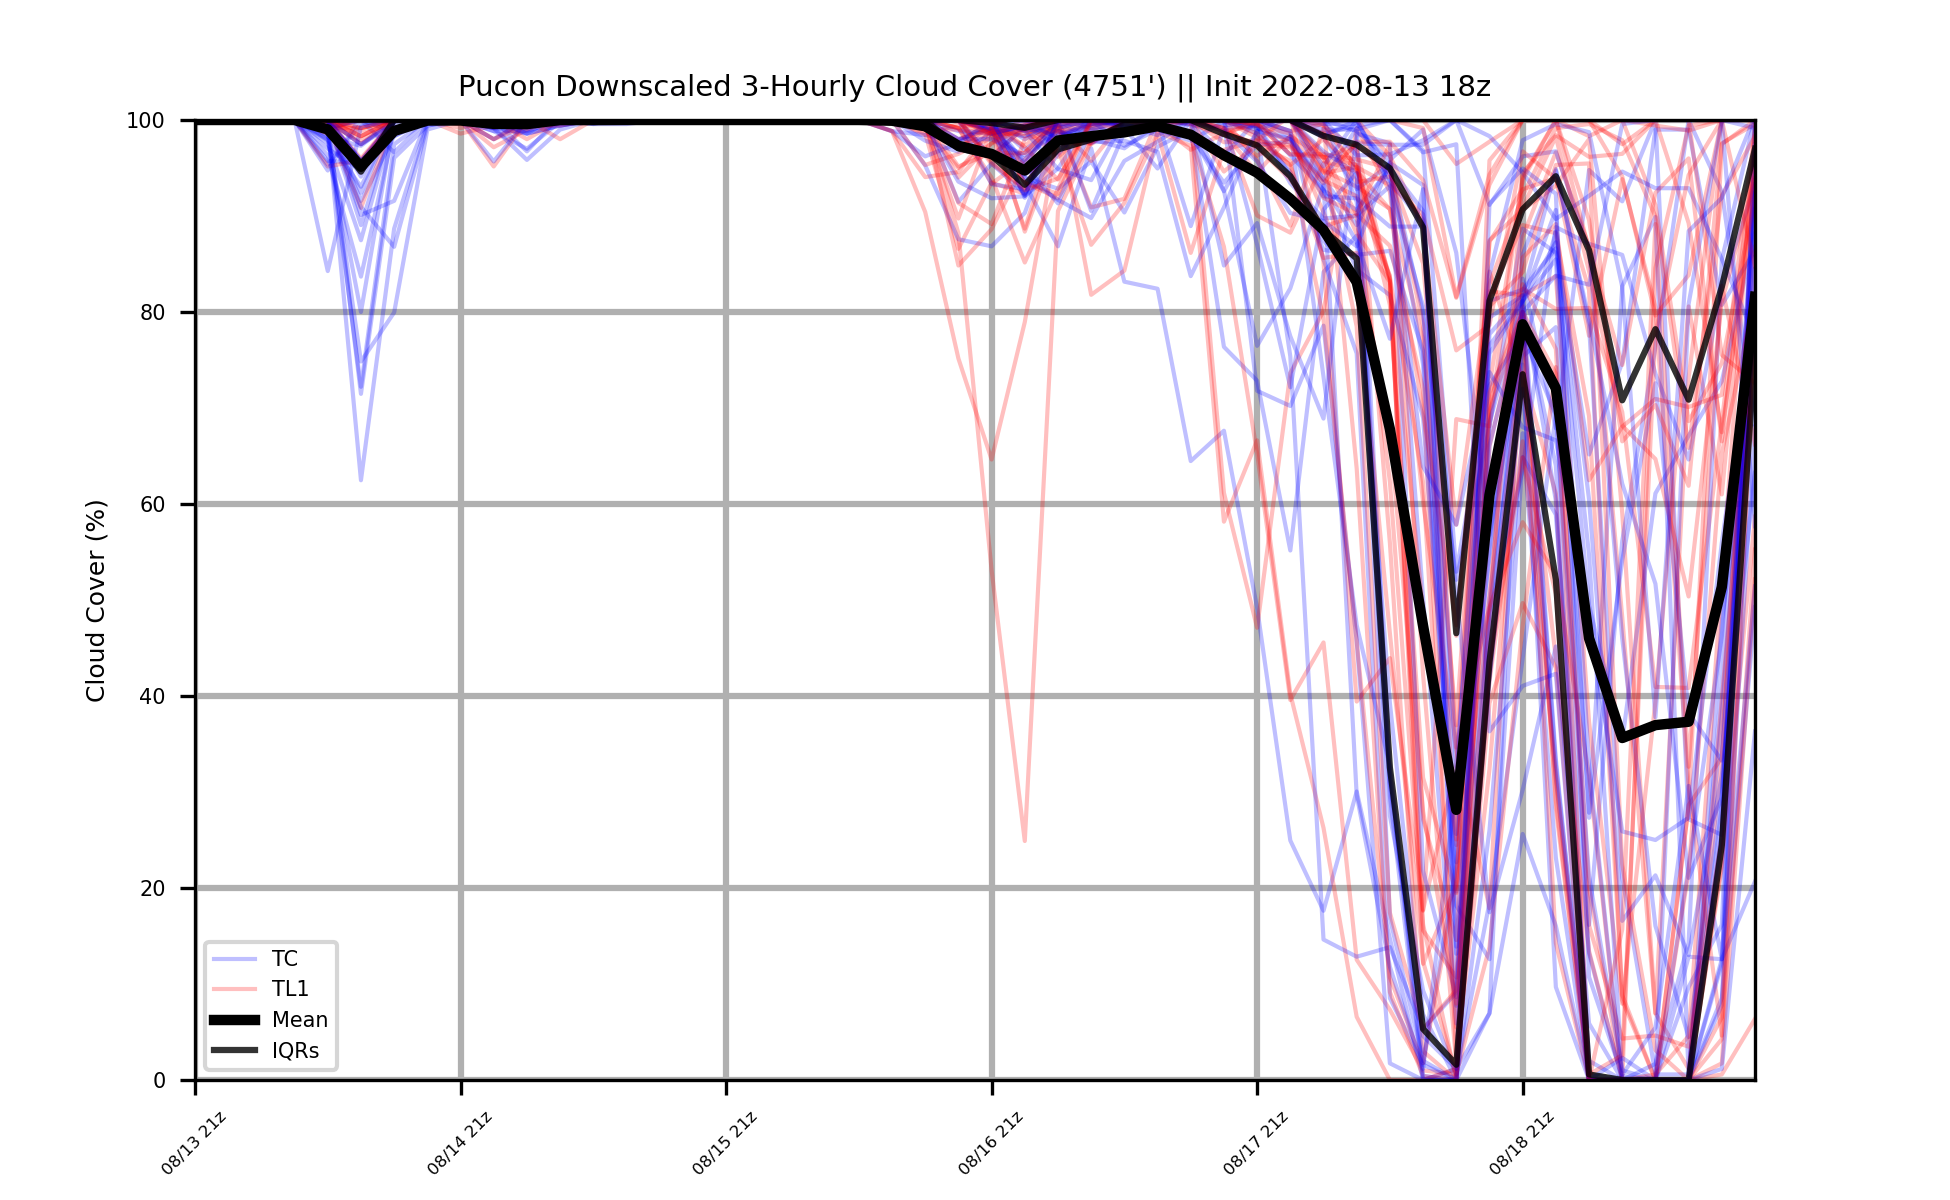 Pucon Downscaled 3-Hourly Cloud Cover (4751') || Init 2022-08-13 18z
Cloud Cover (%)
100
80
60
40
20
0
TC
TL1
Mean
IQRs
08/13 21z
08/14 21z
08/15 21z
08/16 21z
08/17 21z
08/18 21z